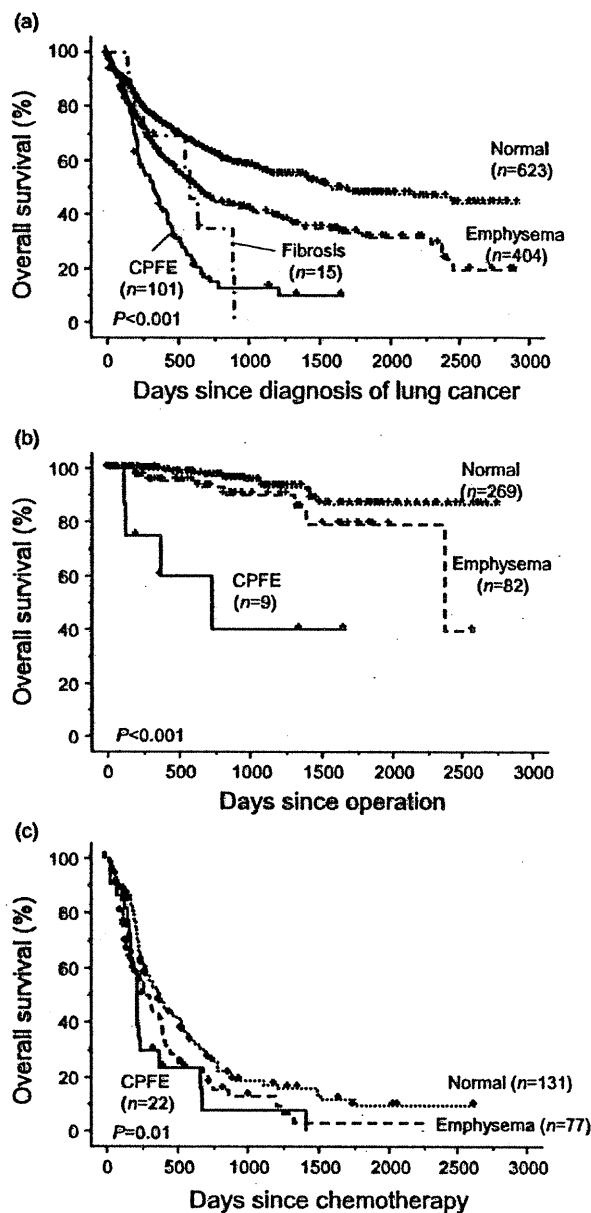 (a)
100
80
60
40
20
0
Overall survival (%)
Normal
(n=623)
Emphysema
(n=404)
Fibrosis
(n=15)
CPFE
(n=101)
P<0.001
0 500 1000 1500 2000 2500 3000
Days since diagnosis of lung cancer
(b)
100
80
60
40
20
0
Overall survival (%)
Normal
(n=269)
Emphysema
(n=82)
CPFE
(n=9)
P<0.001
0 500 1000 1500 2000 2500 3000
Days since operation
(c)
100
80
60
40
20
0
Overall survival (%)
CPFE
(n=22)
Normal (n=131)
Emphysema (n=77)
P=0.01
0 500 1000 1500 2000 2500 3000
Days since chemotherapy